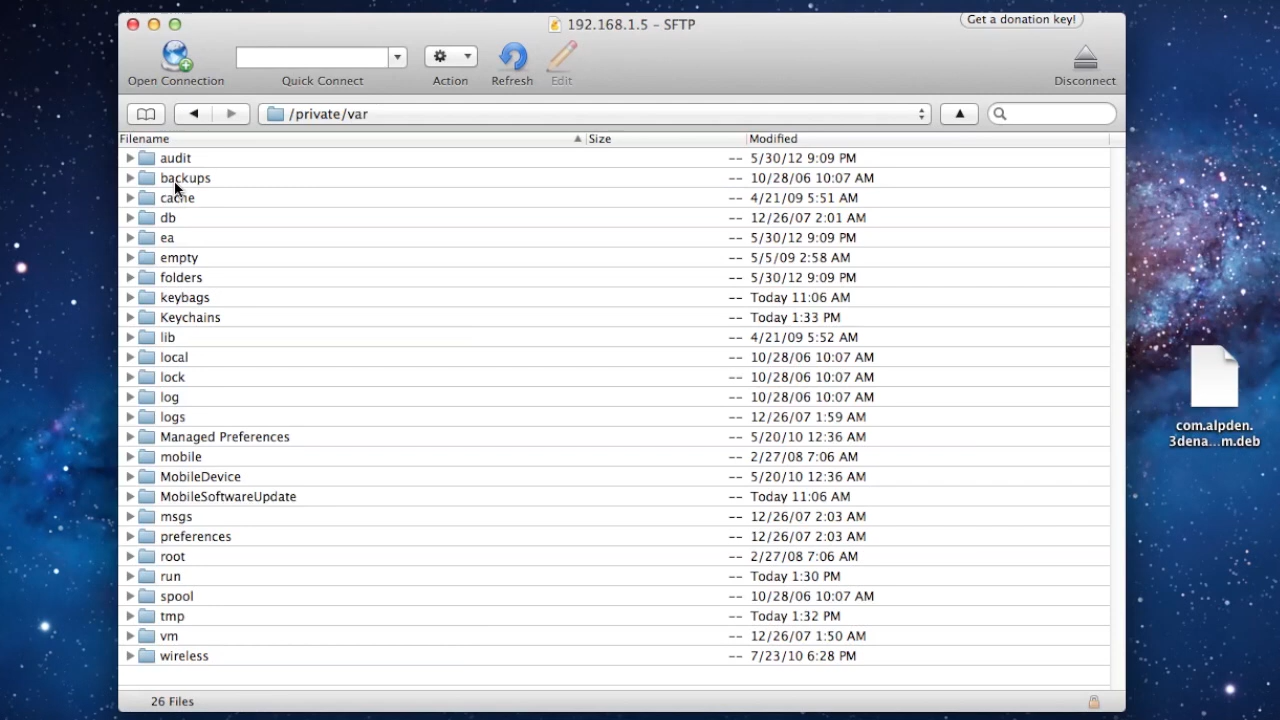 192.168.1.5 – SFTP
Get a donation key!
Open Connection
Quick Connect
Action
Refresh
Edit
Disconnect
/private/var
Filename Size Modified
audit -- 5/30/12 9:09 PM
backups -- 10/28/06 10:07 AM
cache -- 4/21/09 5:51 AM
db -- 12/26/07 2:01 AM
ea -- 5/30/12 9:09 PM
empty -- 5/5/09 2:58 AM
folders -- 5/30/12 9:09 PM
keybags -- Today 11:06 AM
Keychains -- Today 1:33 PM
lib -- 4/21/09 5:52 AM
local -- 10/28/06 10:07 AM
lock -- 10/28/06 10:07 AM
log -- 10/28/06 10:07 AM
logs -- 12/26/07 1:59 AM
Managed Preferences -- 5/20/10 12:36 AM
mobile -- 2/27/08 7:06 AM
MobileDevice -- 5/20/10 12:36 AM
MobileSoftwareUpdate -- Today 11:06 AM
msgs -- 12/26/07 2:03 AM
preferences -- 12/26/07 2:03 AM
root -- 2/27/08 7:06 AM
run -- Today 1:30 PM
spool -- 10/28/06 10:07 AM
tmp -- Today 1:32 PM
vm -- 12/26/07 1:50 AM
wireless -- 7/23/10 6:28 PM
26 Files
com.alpden.
3dena...m.deb